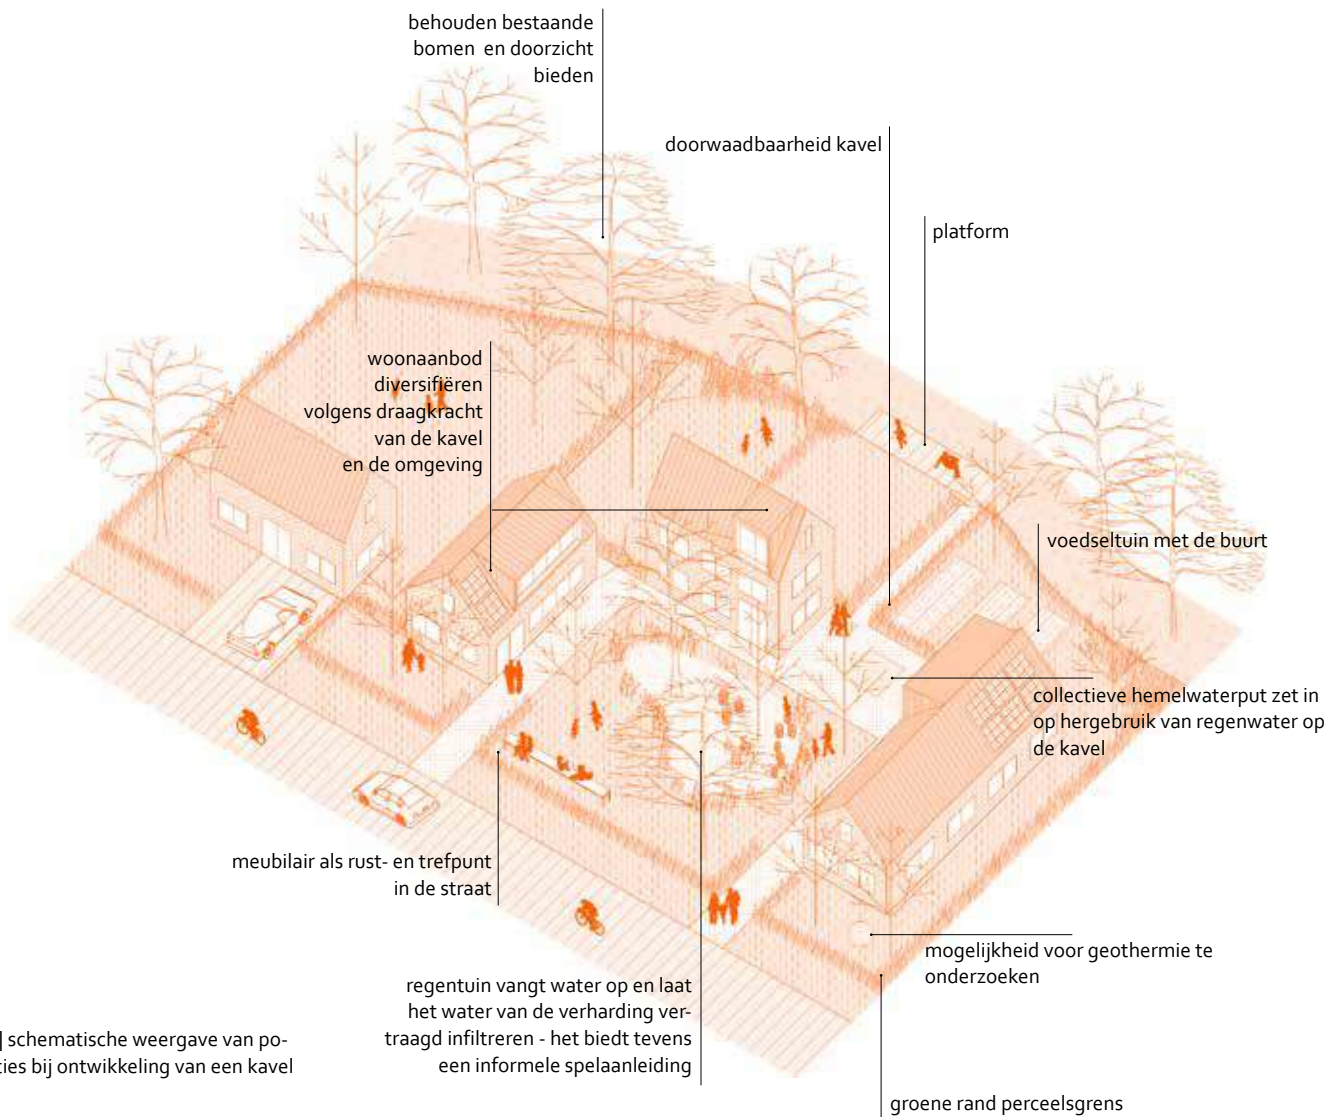 behouden bestaande
bomen en doorzicht
bieden
doorwaadbaarheid kavel
platform
woonaanbod
diversifiëren
volgens draagkracht
van de kavel
en de omgeving
voedseltuin met de buurt
collectieve hemelwaterput zet in
op hergebruik van regenwater op
de kavel
meubilair als rust- en trefpunt
in de straat
mogelijkheid voor geothermie te
onderzoeken
regentuin vangt water op en laat
het water van de verharding ver-
traagd infiltreren - het biedt tevens
een informele spelaanleiding
] schematische weergave van po-
ties bij ontwikkeling van een kavel
groene rand perceelsgrens